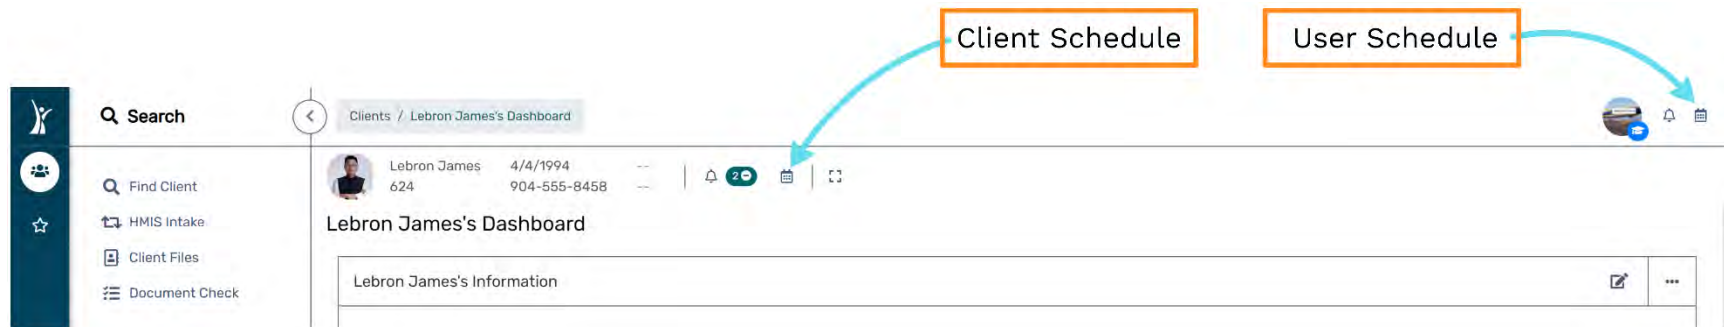 Client Schedule
User Schedule
Search
Clients / Lebron James's Dashboard
Find Client
HMIS Intake
Client Files
Document Check
Lebron James 4/4/1994 --
624 904-555-8458 --
2
Lebron James's Dashboard
Lebron James's Information